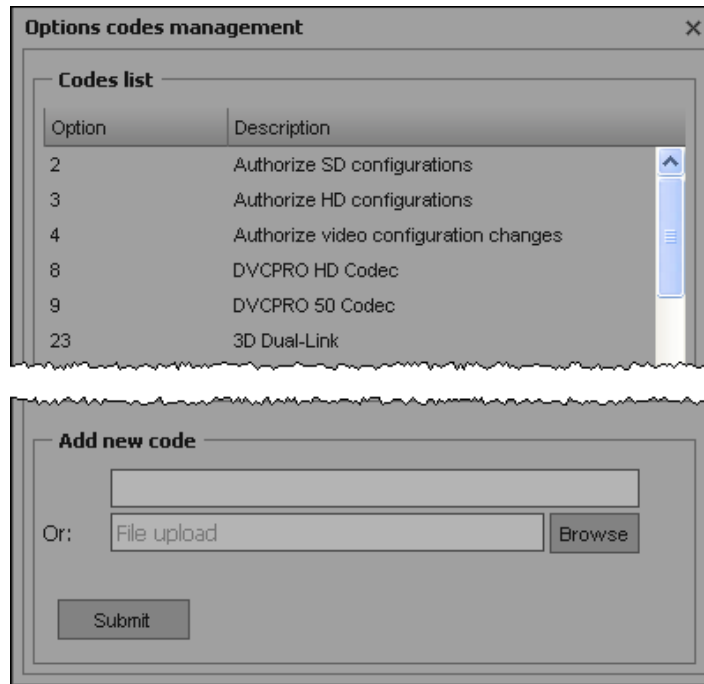 Options codes management
Codes list
Option Description
2 Authorize SD configurations
3 Authorize HD configurations
4 Authorize video configuration changes
8 DVCPRO HD Codec
9 DVCPRO 50 Codec
23 3D Dual-Link
Add new code
Or: File upload Browse
Submit